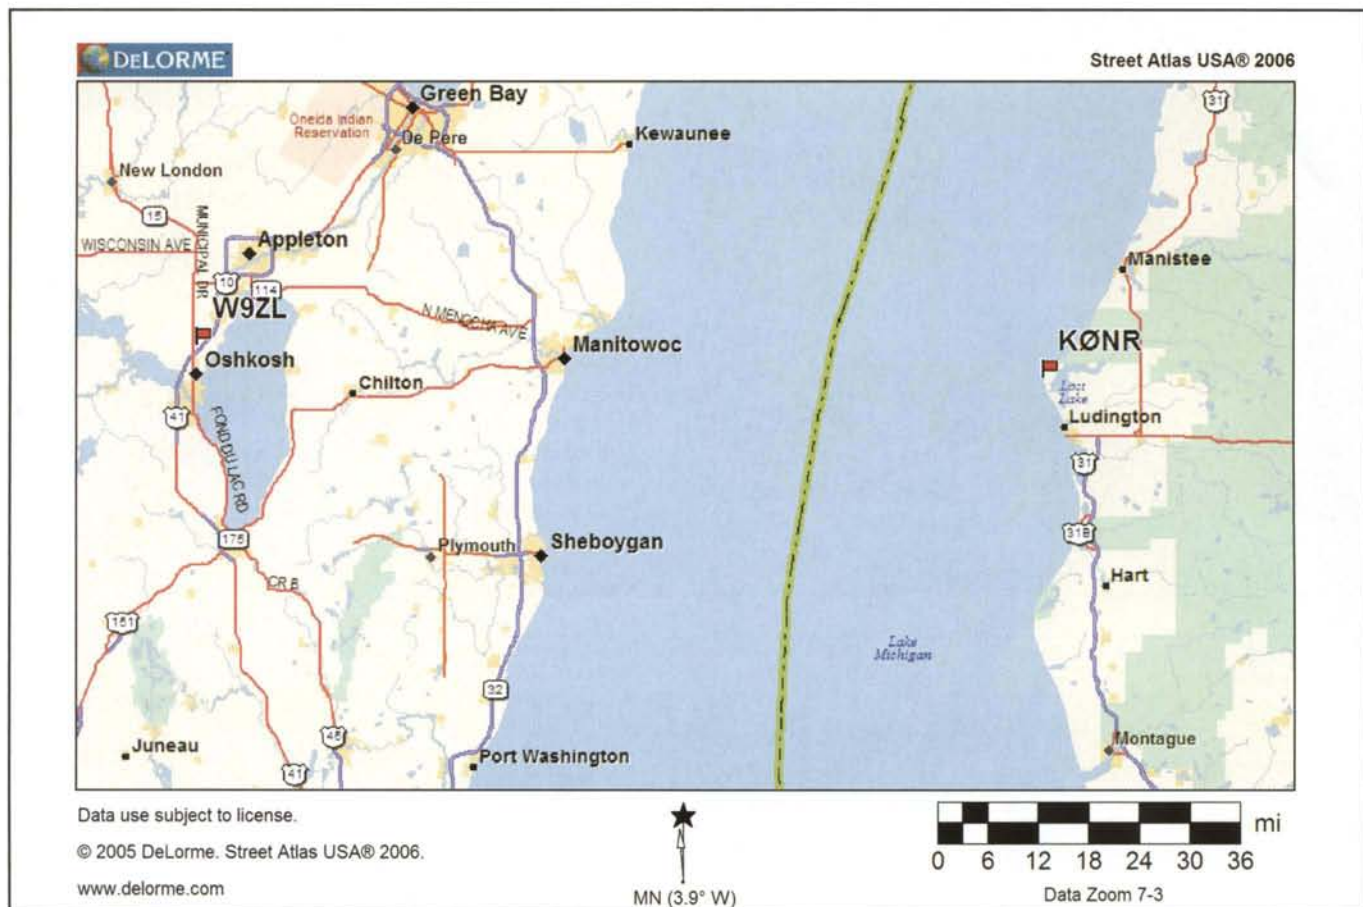 DELORME
Street Atlas USA® 2006
Green Bay
31
Oneida Indian
Reservation
De Pere
Kewaunee
New London
15
MUNICIPAL DR
WISCONSIN AVE
Appleton
Manistee
10
114
W9ZL
N MENOCHA AVE
Manitowoc
KØNR
Oshkosh
Chilton
Lost
Lake
Ludington
41
FOND DU LAC RD
31
175
Plymouth
Sheboygan
31B
CR B
Hart
151
Lake
Michigan
32
45
Juneau
Port Washington
Montague
41
Data use subject to license.
© 2005 DeLorme. Street Atlas USA® 2006.
www.delorme.com
MN (3.9° W)
mi
0 6 12 18 24 30 36
Data Zoom 7-3